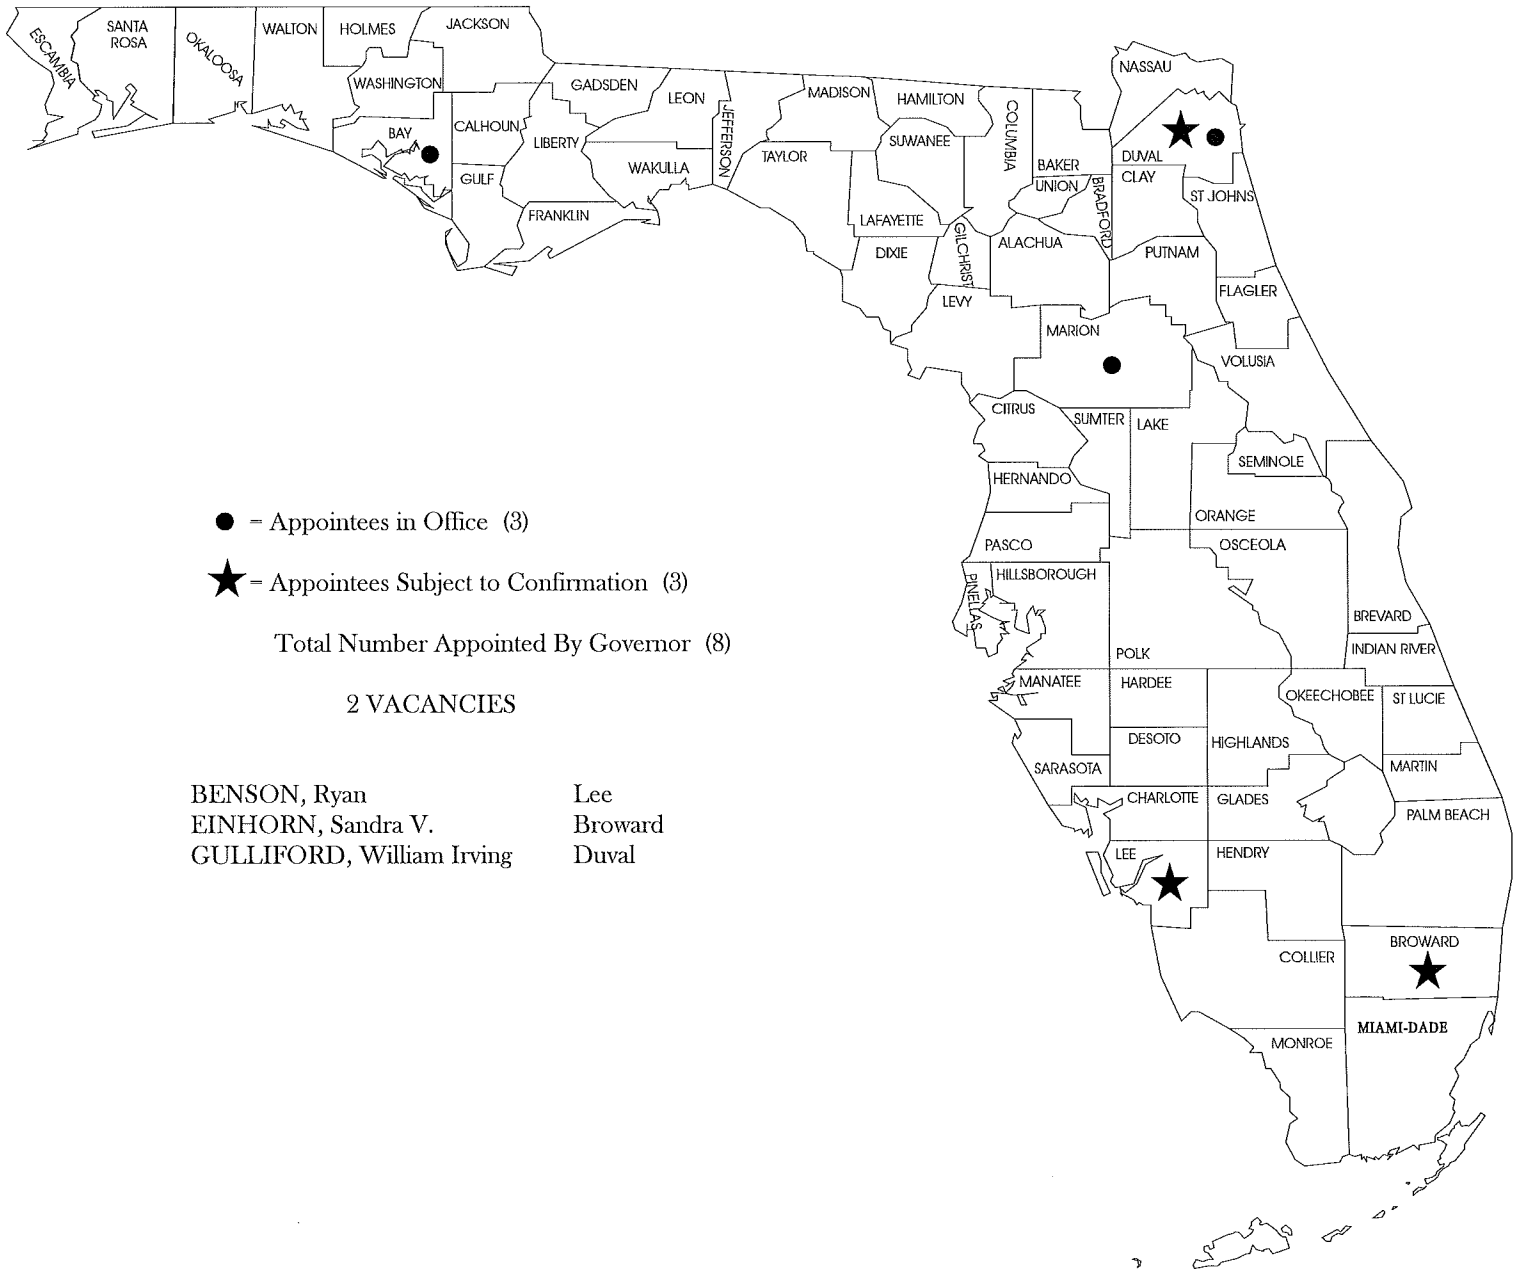 ESCAMBIA
SANTA
ROSA
OKALOOSA
WALTON
HOLMES
JACKSON
WASHINGTON
BAY
CALHOUN
GULF
GADSDEN
LIBERTY
FRANKLIN
LEON
WAKULLA
JEFFERSON
MADISON
TAYLOR
HAMILTON
SUWANEE
LAFAYETTE
DIXIE
COLUMBIA
GILCHRIST
LEVY
NASSAU
BAKER
UNION
BRADFORD
ALACHUA
DUVAL
CLAY
ST JOHNS
PUTNAM
FLAGLER
MARION
VOLUSIA
CITRUS
SUMTER
LAKE
SEMINOLE
HERNANDO
ORANGE
PASCO
OSCEOLA
PINELLAS
HILLSBOROUGH
BREVARD
POLK
INDIAN RIVER
MANATEE
HARDEE
OKEECHOBEE
ST LUCIE
DESOTO
HIGHLANDS
SARASOTA
MARTIN
CHARLOTTE
GLADES
PALM BEACH
LEE
HENDRY
BROWARD
COLLIER
MIAMI-DADE
MONROE
= Appointees in Office (3)
= Appointees Subject to Confirmation (3)
Total Number Appointed By Governor (8)
2 VACANCIES
BENSON, Ryan Lee
EINHORN, Sandra V. Broward
GULLIFORD, William Irving Duval